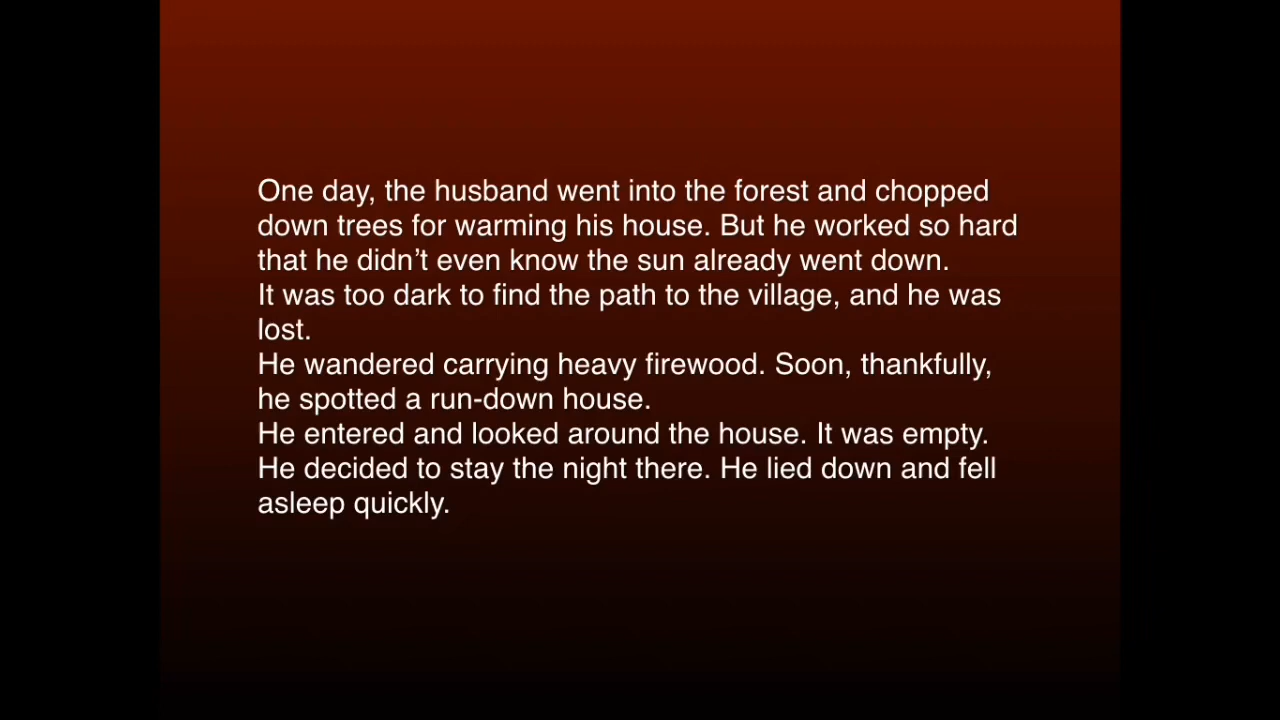 One day, the husband went into the forest and chopped
down trees for warming his house. But he worked so hard
that he didn’t even know the sun already went down.
It was too dark to find the path to the village, and he was
lost.
He wandered carrying heavy firewood. Soon, thankfully,
he spotted a run-down house.
He entered and looked around the house. It was empty.
He decided to stay the night there. He lied down and fell
asleep quickly.